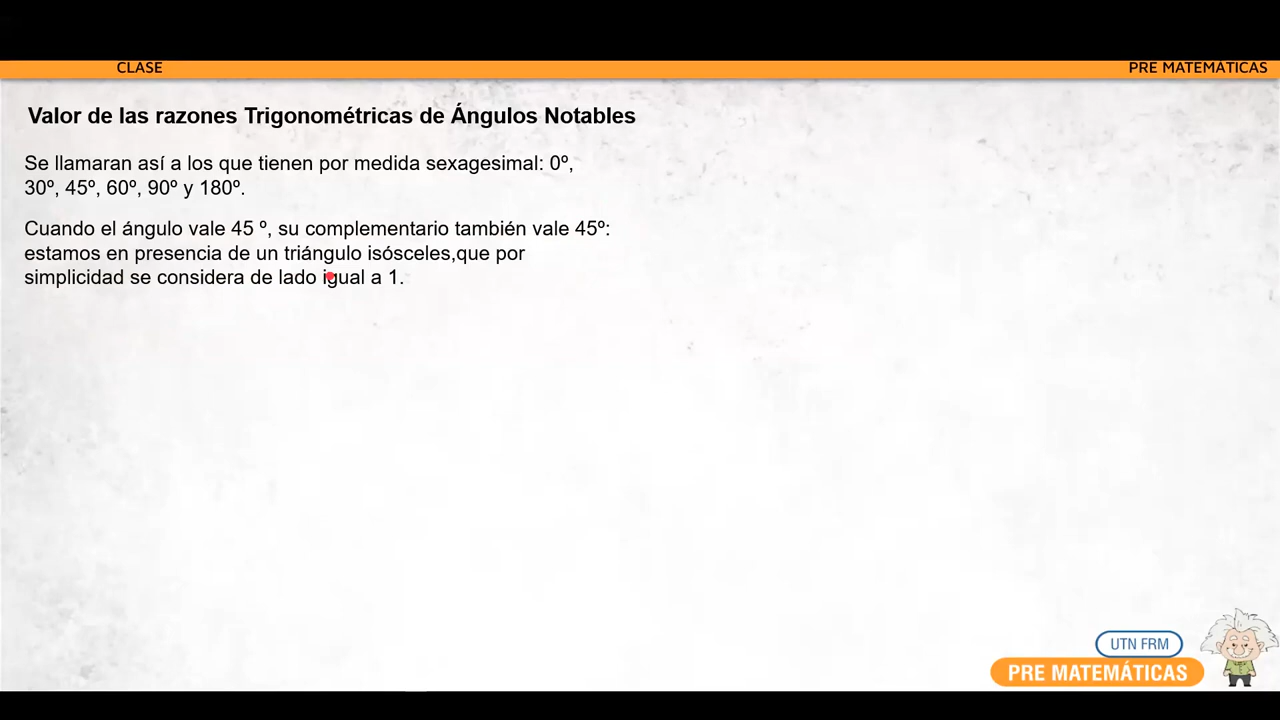 CLASE
PRE MATEMÁTICAS
Valor de las razones Trigonométricas de Ángulos Notables
Se llamaran así a los que tienen por medida sexagesimal: 0º,
30º, 45º, 60º, 90º y 180º.
Cuando el ángulo vale 45 º, su complementario también vale 45º:
estamos en presencia de un triángulo isósceles,que por
simplicidad se considera de lado igual a 1.
UTN FRM
PRE MATEMÁTICAS